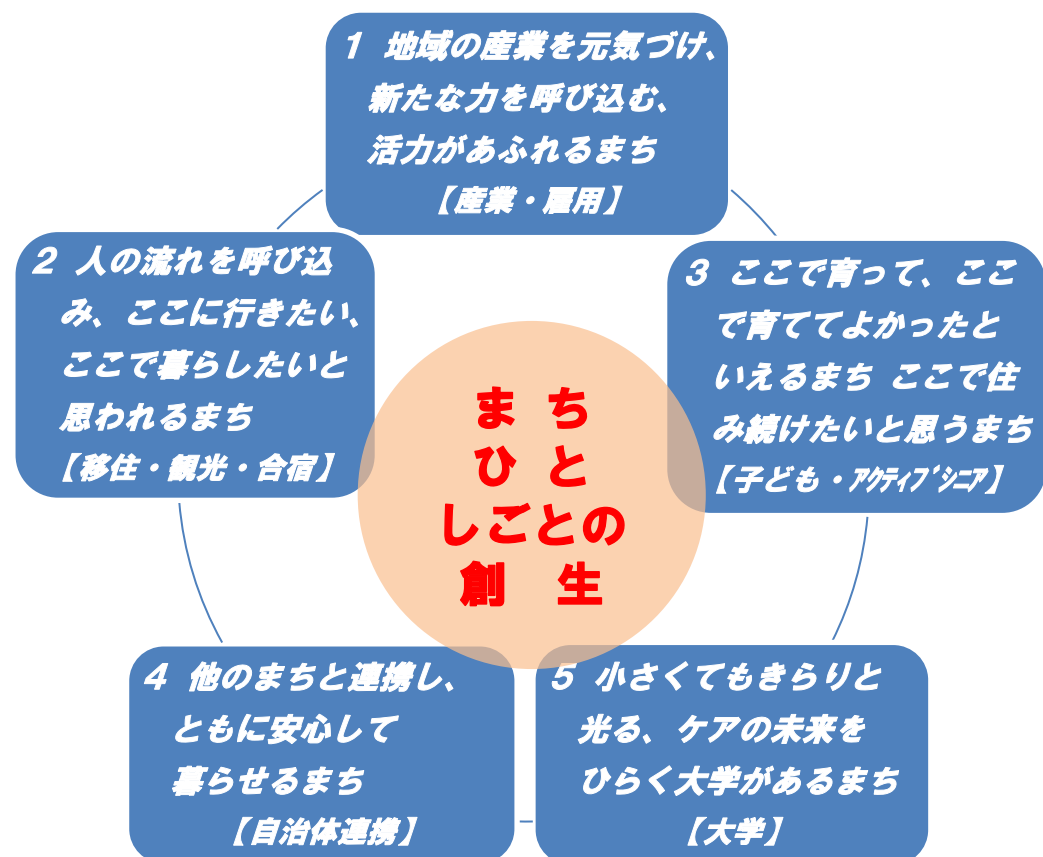 1 地域の産業を元気づけ、
新たな力を呼び込む、
活力があふれるまち
【産業・雇用】
2 人の流れを呼び込
み、ここに行きたい、
ここで暮らしたいと
思われるまち
【移住・観光・合宿】
3 ここで育って、ここ
で育ててよかったと
いえるまち ここで住
み続けたいと思うまち
【子ども・ｱｸﾃｨﾌﾞｼﾆｱ】
まち
ひと
しごとの
創 生
4 他のまちと連携し、
ともに安心して
暮らせるまち
【自治体連携】
5 小さくてもきらりと
光る、ケアの未来を
ひらく大学があるまち
【大学】